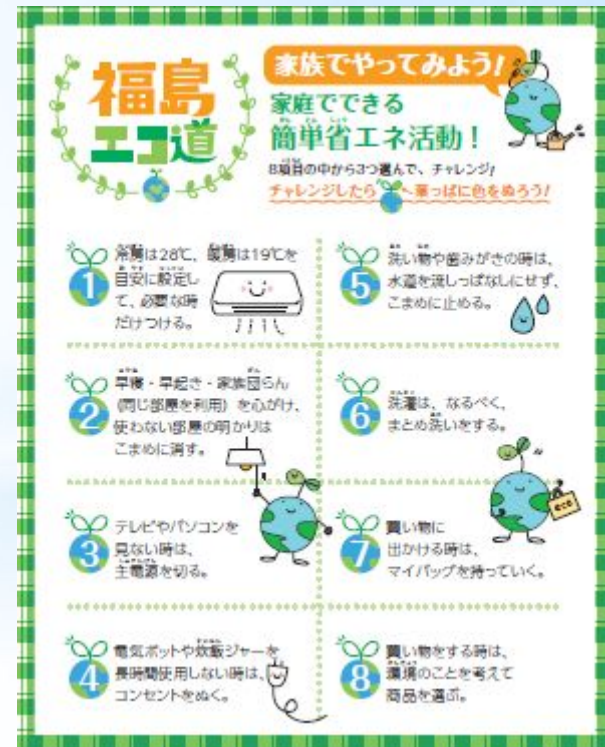 福島
エコ道
家族でやってみよう!
家庭でできる
簡単省エネ活動!
8項目の中から3つ選んで、チャレンジ!
チャレンジしたら
へ葉っぱに色をぬろう!
1
冷房は28℃, 暖房は19℃を
目安に設定し
て、必要な時
だけつける。
2
早寝・早起き・家族団らん
(同じ部屋を利用) を心がけ、
使わない部屋の明かりは
こまめに消す。
3
テレビやパソコンを
見ない時は、
主電源を切る。
4
電気ポットや炊飯ジャーを
長時間使用しない時は、
コンセントをぬく。
5
洗い物や歯みがきの時は、
水道を流しっぱなしにせず、
こまめに止める。
6
洗濯は、なるべく、
まとめ洗いをする。
eco
7
買い物に
出かける時は、
マイバッグを持っていく。
8
買い物をする時は、
環境のことを考えて
商品を選ぶ。